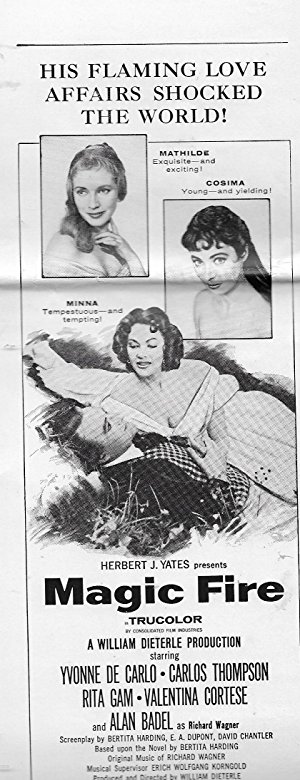 HIS FLAMING LOVE
AFFAIRS SHOCKED
THE WORLD!
MATHILDE
Exquisite—and
exciting!
COSIMA
Young—and yielding!
MINNA
Tempestuous—and
tempting!
HERBERT J. YATES presents
Magic Fire
in TRUCOLOR
BY CONSOLIDATED FILM INDUSTRIES
A WILLIAM DIETERLE PRODUCTION
starring
YVONNE DE CARLO • CARLOS THOMPSON
RITA GAM • VALENTINA CORTESE
and ALAN BADEL as Richard Wagner
Screenplay by BERTITA HARDING, E. A. DUPONT, DAVID CHANTLER
Based upon the Novel by BERTITA HARDING
Original Music of RICHARD WAGNER
Musical Supervisor ERICH WOLFGANG KORNGOLD
Produced and Directed by WILLIAM DIETERLE